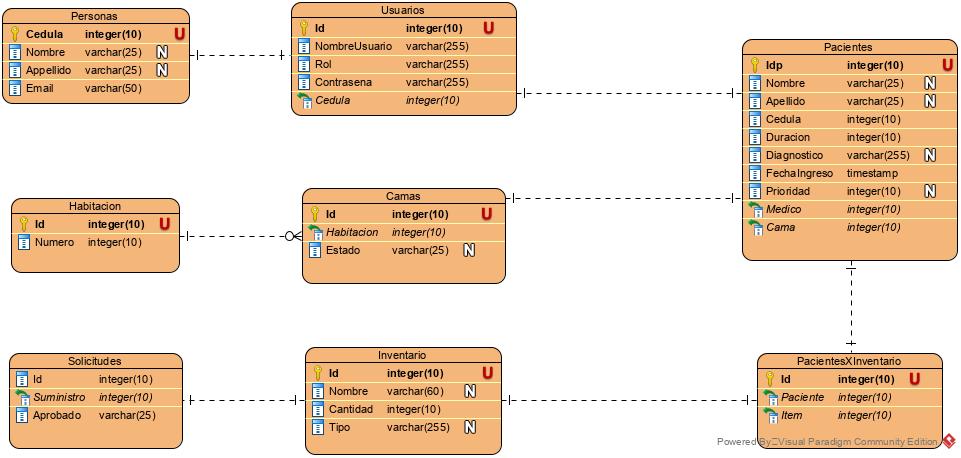 Personas
Cedula integer(10) U
Nombre varchar(25) N
Appellido varchar(25) N
Email varchar(50)
Usuarios
Id integer(10) U
NombreUsuario varchar(255)
Rol varchar(255)
Contrasena varchar(255)
Cedula integer(10)
Pacientes
Idp integer(10) U
Nombre varchar(25) N
Apellido varchar(25) N
Cedula integer(10)
Duracion integer(10)
Diagnostico varchar(255) N
FechaIngreso timestamp
Prioridad integer(10) N
Medico integer(10)
Cama integer(10)
Habitacion
Id integer(10) U
Numero integer(10)
Camas
Id integer(10) U
Habitacion integer(10)
Estado varchar(25) N
Solicitudes
Id integer(10)
Suministro integer(10)
Aprobado varchar(25)
Inventario
Id integer(10) U
Nombre varchar(60) N
Cantidad integer(10)
Tipo varchar(255) N
PacientesXInventario
Id integer(10) U
Paciente integer(10)
Item integer(10)
Powered By Visual Paradigm Community Edition